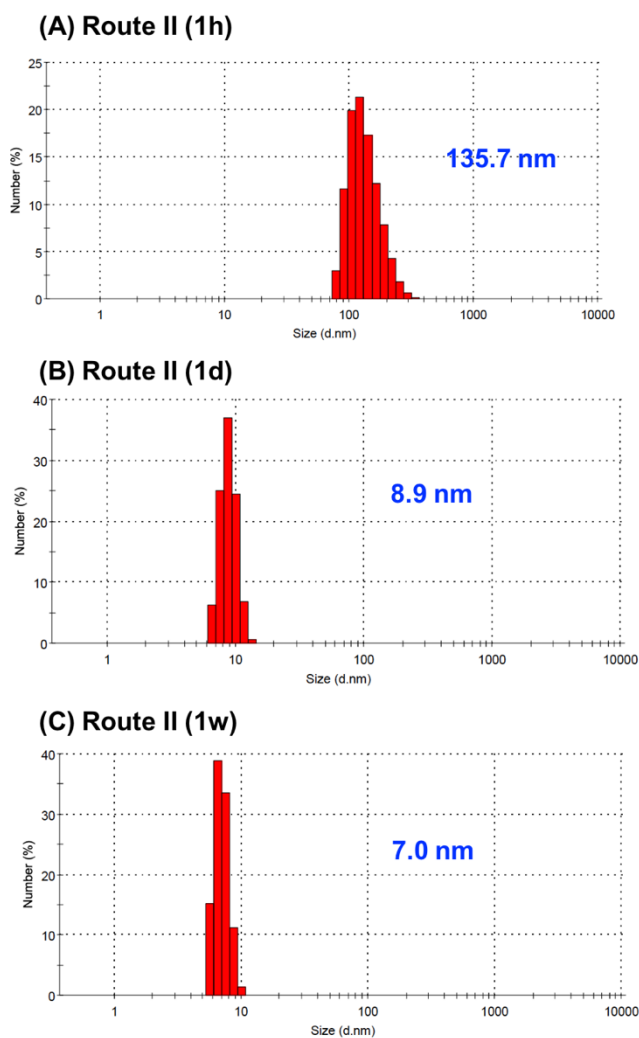 (A) Route II (1h)
25
20
15
10
5
0
Number (%)
135.7 nm
1 10 100 1000 10000
Size (d.nm)
(B) Route II (1d)
40
30
20
10
0
Number (%)
8.9 nm
1 10 100 1000 10000
Size (d.nm)
(C) Route II (1w)
40
30
20
10
0
Number (%)
7.0 nm
1 10 100 1000 10000
Size (d.nm)